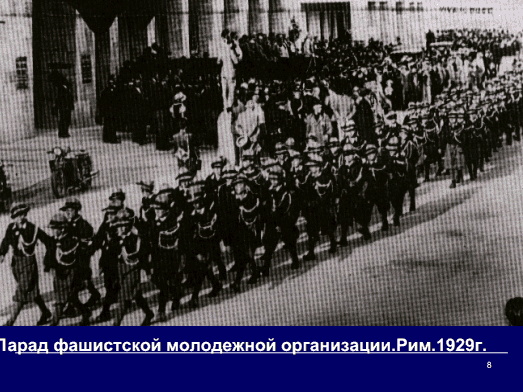 Парад фашистской молодежной организации.Рим.1929г.
8